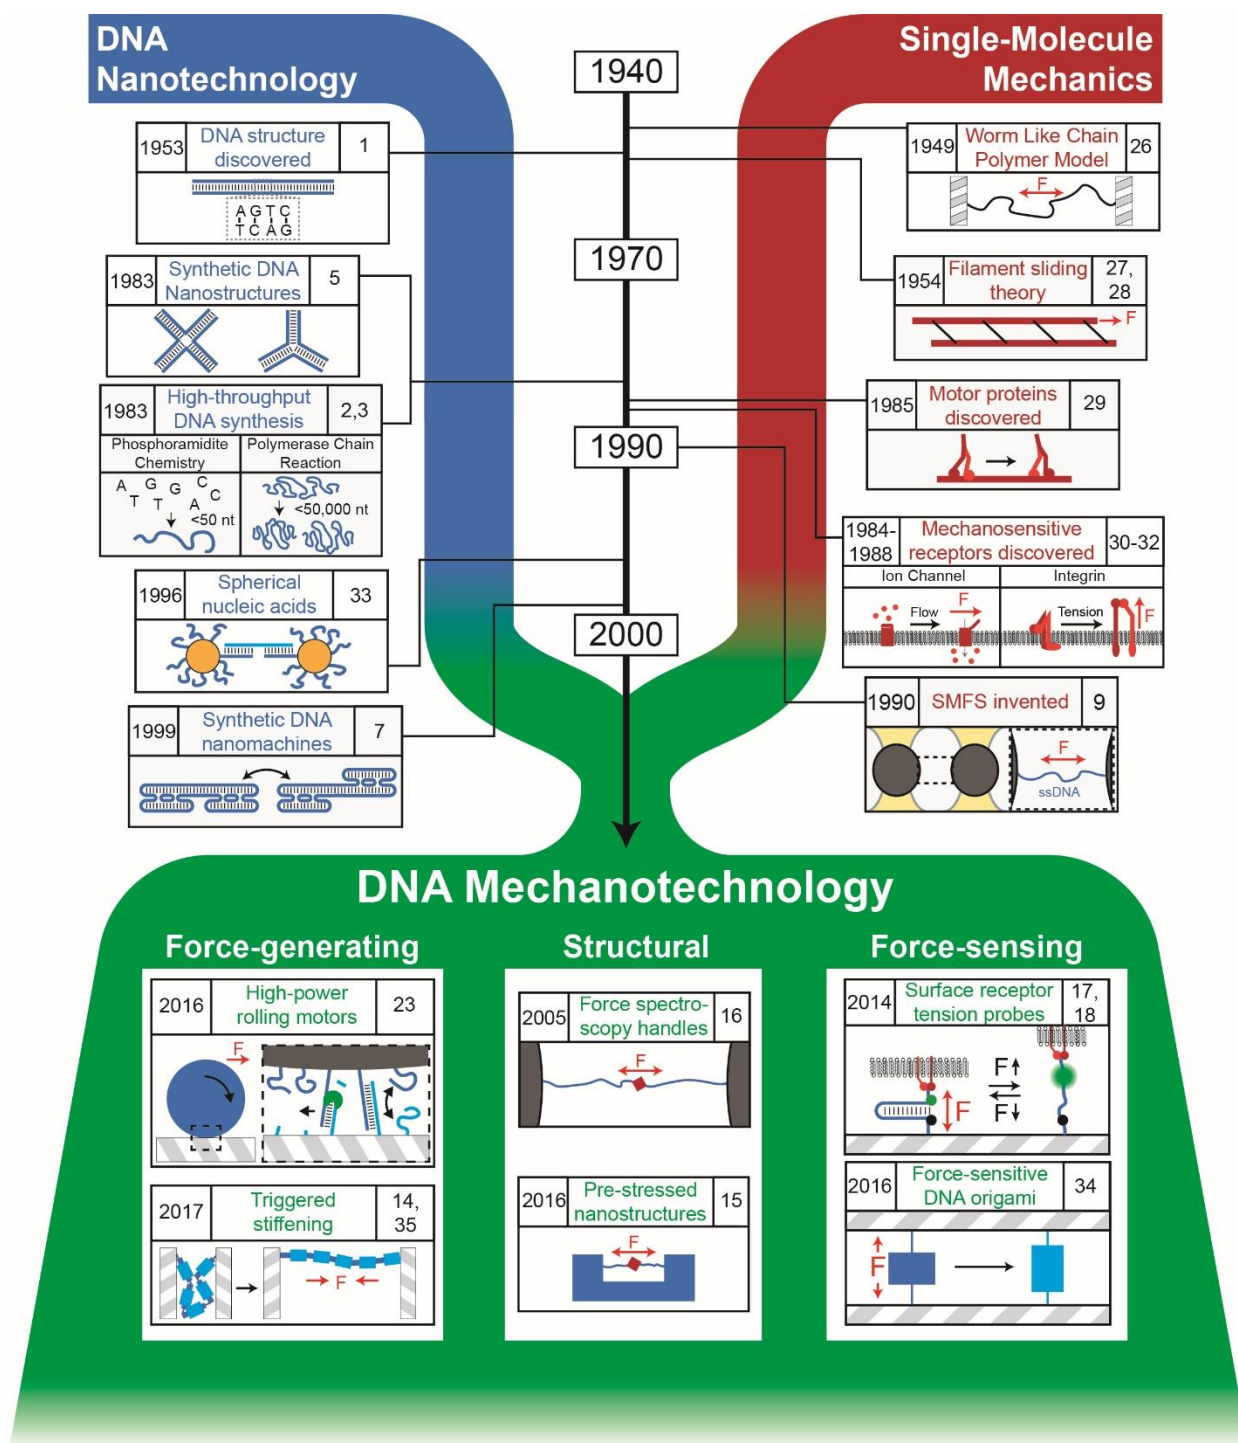 DNA
Nanotechnology
Single-Molecule
Mechanics
1940
1970
1990
2000
1953
DNA structure
discovered
1
A G T C
T C A G
1983
Synthetic DNA
Nanostructures
5
1983
High-throughput
DNA synthesis
2,3
Phosphoramidite
Chemistry
Polymerase Chain
Reaction
A T G T G A C C
<50 nt
<50,000 nt
1996
Spherical
nucleic acids
33
1999
Synthetic DNA
nanomachines
7
1949
Worm Like Chain
Polymer Model
26
F
1954
Filament sliding
theory
27,
28
F
1985
Motor proteins
discovered
29
1984-
1988
Mechanosensitive
receptors discovered
30-32
Ion Channel
Integrin
Flow
F
Tension
F
1990
SMFS invented
9
F
ssDNA
DNA Mechanotechnology
Force-generating
Structural
Force-sensing
2016
High-power
rolling motors
23
F
2017
Triggered
stiffening
14,
35
F
2005
Force spectro-
scopy handles
16
F
2016
Pre-stressed
nanostructures
15
F
2014
Surface receptor
tension probes
17,
18
F
F
F
2016
Force-sensitive
DNA origami
34
F